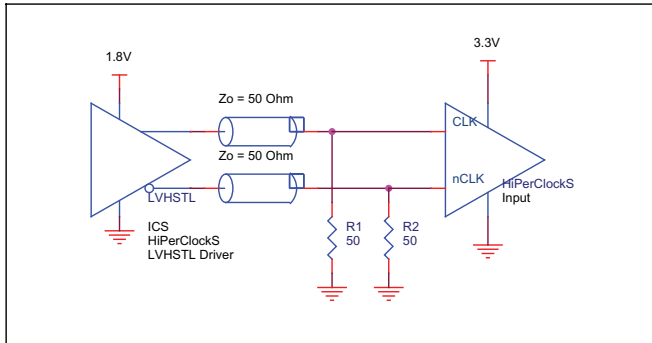 1.8V
3.3V
Zo = 50 Ohm
CLK
Zo = 50 Ohm
nCLK
LVHSTL
HiPerClockS
Input
ICS
HiPerClockS
LVHSTL Driver
R1
50
R2
50